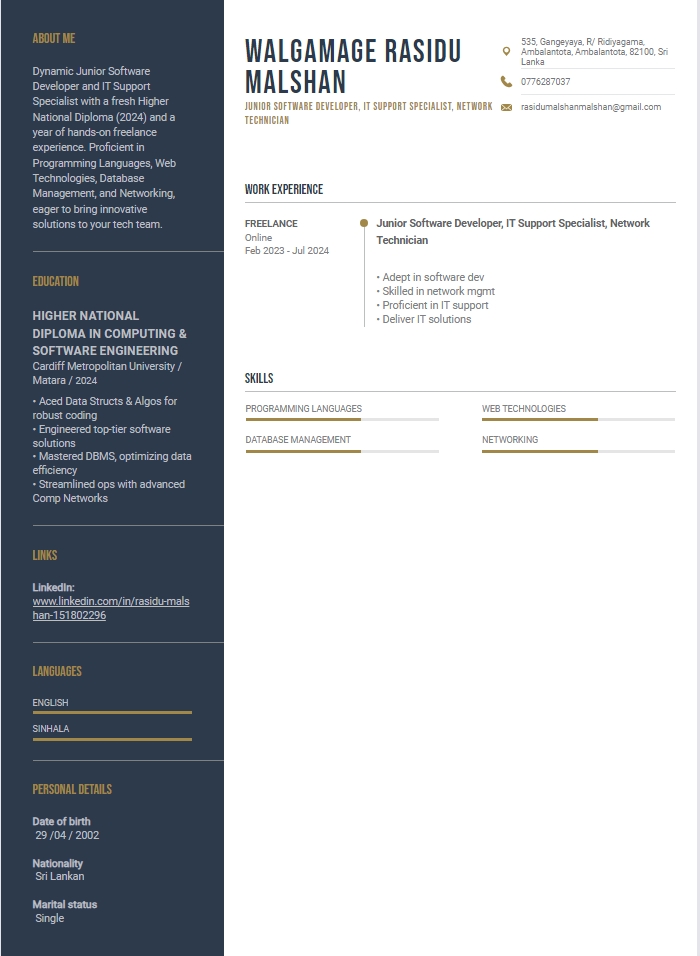 ABOUT ME
Dynamic Junior Software
Developer and IT Support
Specialist with a fresh Higher
National Diploma (2024) and a
year of hands-on freelance
experience. Proficient in
Programming Languages, Web
Technologies, Database
Management, and Networking,
eager to bring innovative
solutions to your tech team.
EDUCATION
HIGHER NATIONAL
DIPLOMA IN COMPUTING &
SOFTWARE ENGINEERING
Cardiff Metropolitan University /
Matara / 2024
• Aced Data Structs & Algos for
robust coding
• Engineered top-tier software
solutions
• Mastered DBMS, optimizing data
efficiency
• Streamlined ops with advanced
Comp Networks
LINKS
LinkedIn:
www.linkedin.com/in/rasidu-mals
han-151802296
LANGUAGES
ENGLISH
SINHALA
PERSONAL DETAILS
Date of birth
29 /04 / 2002
Nationality
Sri Lankan
Marital status
Single
WALGAMAGE RASIDU
MALSHAN
JUNIOR SOFTWARE DEVELOPER, IT SUPPORT SPECIALIST, NETWORK
TECHNICIAN
535, Gangeyaya, R/ Ridiyagama,
Ambalantota, Ambalantota, 82100, Sri
Lanka
0776287037
rasidumalshanmalshan@gmail.com
WORK EXPERIENCE
FREELANCE
Online
Feb 2023 - Jul 2024
Junior Software Developer, IT Support Specialist, Network
Technician
• Adept in software dev
• Skilled in network mgmt
• Proficient in IT support
• Deliver IT solutions
SKILLS
PROGRAMMING LANGUAGES
WEB TECHNOLOGIES
DATABASE MANAGEMENT
NETWORKING